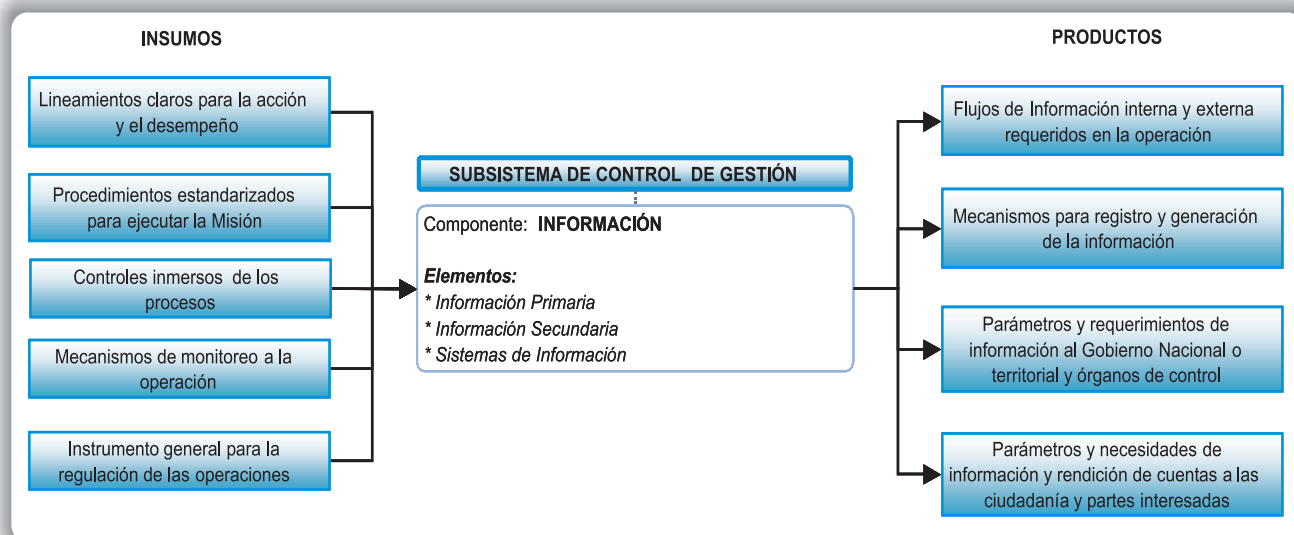 INSUMOS
Lineamientos claros para la acción
y el desempeño
Procedimientos estandarizados
para ejecutar la Misión
Controles inmersos de los
procesos
Mecanismos de monitoreo a la
operación
Instrumento general para la
regulación de las operaciones
SUBSISTEMA DE CONTROL DE GESTIÓN
Componente: INFORMACIÓN
Elementos:
* Información Primaria
* Información Secundaria
* Sistemas de Información
PRODUCTOS
Flujos de Información interna y externa
requeridos en la operación
Mecanismos para registro y generación
de la información
Parámetros y requerimientos de
información al Gobierno Nacional o
territorial y órganos de control
Parámetros y necesidades de
información y rendición de cuentas a las
ciudadanía y partes interesadas